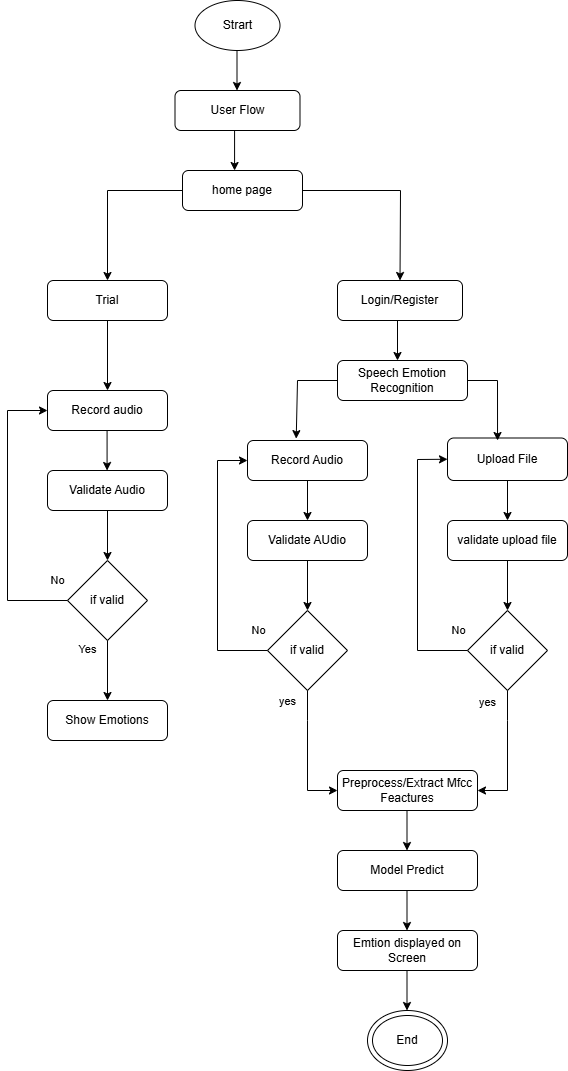 Strart
User Flow
home page
Trial
Login/Register
Speech Emotion
Recognition
Record audio
Record Audio
Upload File
Validate Audio
Validate AUdio
validate upload file
No
if valid
Yes
No
if valid
yes
No
if valid
yes
Show Emotions
Preprocess/Extract Mfcc
Feactures
Model Predict
Emtion displayed on
Screen
End